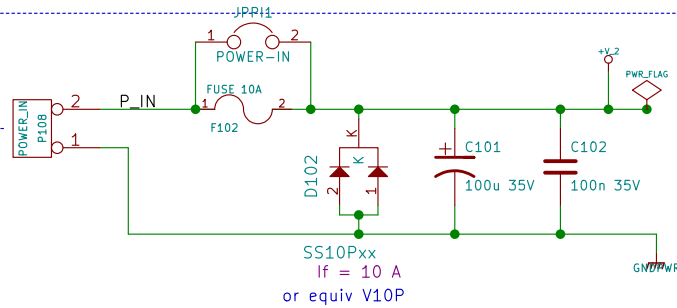 JPPI1
1 2
POWER-IN
+V_2
PWR_FLAG
FUSE 10A
2 P_IN
1 2
F102
POWER_IN
P108
1
K
K
D102
2 1
C101
100u 35V
C102
100n 35V
SS10Pxx
If = 10 A
or equiv V10P
GNDPWR